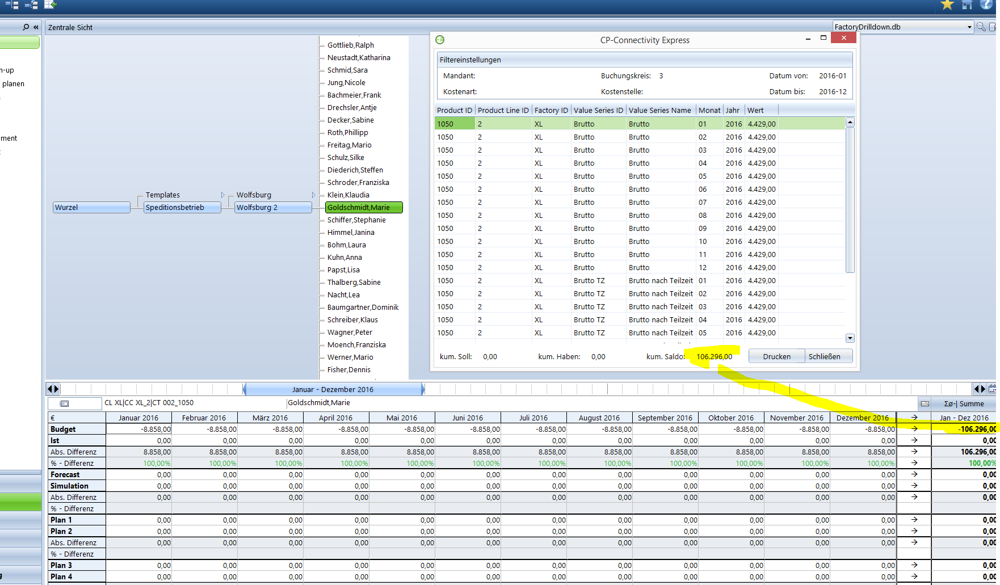 Zentrale Sicht
FactoryDrilldown.db
n-up
planen
ement
Gottlieb,Ralph
Neustadt,Katharina
Schmid,Sara
Jung,Nicole
Bachmeier,Frank
Drechsler,Antje
Decker,Sabine
Roth,Phillipp
Freitag,Mario
Schulz,Silke
Diederich,Steffen
Schroder,Franziska
Templates Wolfsburg Klein,Klaudia
Wurzel Speditionsbetrieb Wolfsburg 2 Goldschmidt,Marie
Schiffer,Stephanie
Himmel,Janina
Bohm,Laura
Kuhn,Anna
Papst,Lisa
Thalberg,Sabine
Nacht,Lea
Baumgartner,Dominik
Schreiber,Klaus
Wagner,Peter
Moench,Franziska
Werner,Mario
Fisher,Dennis
CP-Connectivity Express
Filtereinstellungen
Mandant: Buchungskreis: 3 Datum von: 2016-01
Kostenart: Kostenstelle: Datum bis: 2016-12
Product ID Product Line ID Factory ID Value Series ID Value Series Name Monat Jahr Wert
1050 2 XL Brutto Brutto 01 2016 4.429,00
1050 2 XL Brutto Brutto 02 2016 4.429,00
1050 2 XL Brutto Brutto 03 2016 4.429,00
1050 2 XL Brutto Brutto 04 2016 4.429,00
1050 2 XL Brutto Brutto 05 2016 4.429,00
1050 2 XL Brutto Brutto 06 2016 4.429,00
1050 2 XL Brutto Brutto 07 2016 4.429,00
1050 2 XL Brutto Brutto 08 2016 4.429,00
1050 2 XL Brutto Brutto 09 2016 4.429,00
1050 2 XL Brutto Brutto 10 2016 4.429,00
1050 2 XL Brutto Brutto 11 2016 4.429,00
1050 2 XL Brutto Brutto 12 2016 4.429,00
1050 2 XL Brutto TZ Brutto nach Teilzeit 01 2016 4.429,00
1050 2 XL Brutto TZ Brutto nach Teilzeit 02 2016 4.429,00
1050 2 XL Brutto TZ Brutto nach Teilzeit 03 2016 4.429,00
1050 2 XL Brutto TZ Brutto nach Teilzeit 04 2016 4.429,00
1050 2 XL Brutto TZ Brutto nach Teilzeit 05 2016 4.429,00
kum. Soll: 0,00 kum. Haben: 0,00 kum. Saldo: 106.296,00 Drucken Schließen
Januar - Dezember 2016
CL XL|CC XL_2|CT 002_1050 Goldschmidt,Marie Σø-| Summe
€ Januar 2016 Februar 2016 März 2016 April 2016 Mai 2016 Juni 2016 Juli 2016 August 2016 September 2016 Oktober 2016 November 2016 Dezember 2016 → Jan - Dez 2016
Budget -8.858,00 -8.858,00 -8.858,00 -8.858,00 -8.858,00 -8.858,00 -8.858,00 -8.858,00 -8.858,00 -8.858,00 -8.858,00 -8.858,00 → -106.296,00
Ist 0,00 0,00 0,00 0,00 0,00 0,00 0,00 0,00 0,00 0,00 0,00 0,00 → 0,00
Abs. Differenz 8.858,00 8.858,00 8.858,00 8.858,00 8.858,00 8.858,00 8.858,00 8.858,00 8.858,00 8.858,00 8.858,00 8.858,00 → 106.296,00
% - Differenz 100,00% 100,00% 100,00% 100,00% 100,00% 100,00% 100,00% 100,00% 100,00% 100,00% 100,00% 100,00% → 100,00%
Forecast 0,00 0,00 0,00 0,00 0,00 0,00 0,00 0,00 0,00 0,00 0,00 0,00 → 0,00
Simulation 0,00 0,00 0,00 0,00 0,00 0,00 0,00 0,00 0,00 0,00 0,00 0,00 → 0,00
Abs. Differenz 0,00 0,00 0,00 0,00 0,00 0,00 0,00 0,00 0,00 0,00 0,00 0,00 → 0,00
% - Differenz
Plan 1 0,00 0,00 0,00 0,00 0,00 0,00 0,00 0,00 0,00 0,00 0,00 0,00 → 0,00
Plan 2 0,00 0,00 0,00 0,00 0,00 0,00 0,00 0,00 0,00 0,00 0,00 0,00 → 0,00
Abs. Differenz 0,00 0,00 0,00 0,00 0,00 0,00 0,00 0,00 0,00 0,00 0,00 0,00 → 0,00
% - Differenz
Plan 3 0,00 0,00 0,00 0,00 0,00 0,00 0,00 0,00 0,00 0,00 0,00 0,00 → 0,00
Plan 4 0,00 0,00 0,00 0,00 0,00 0,00 0,00 0,00 0,00 0,00 0,00 0,00 → 0,00